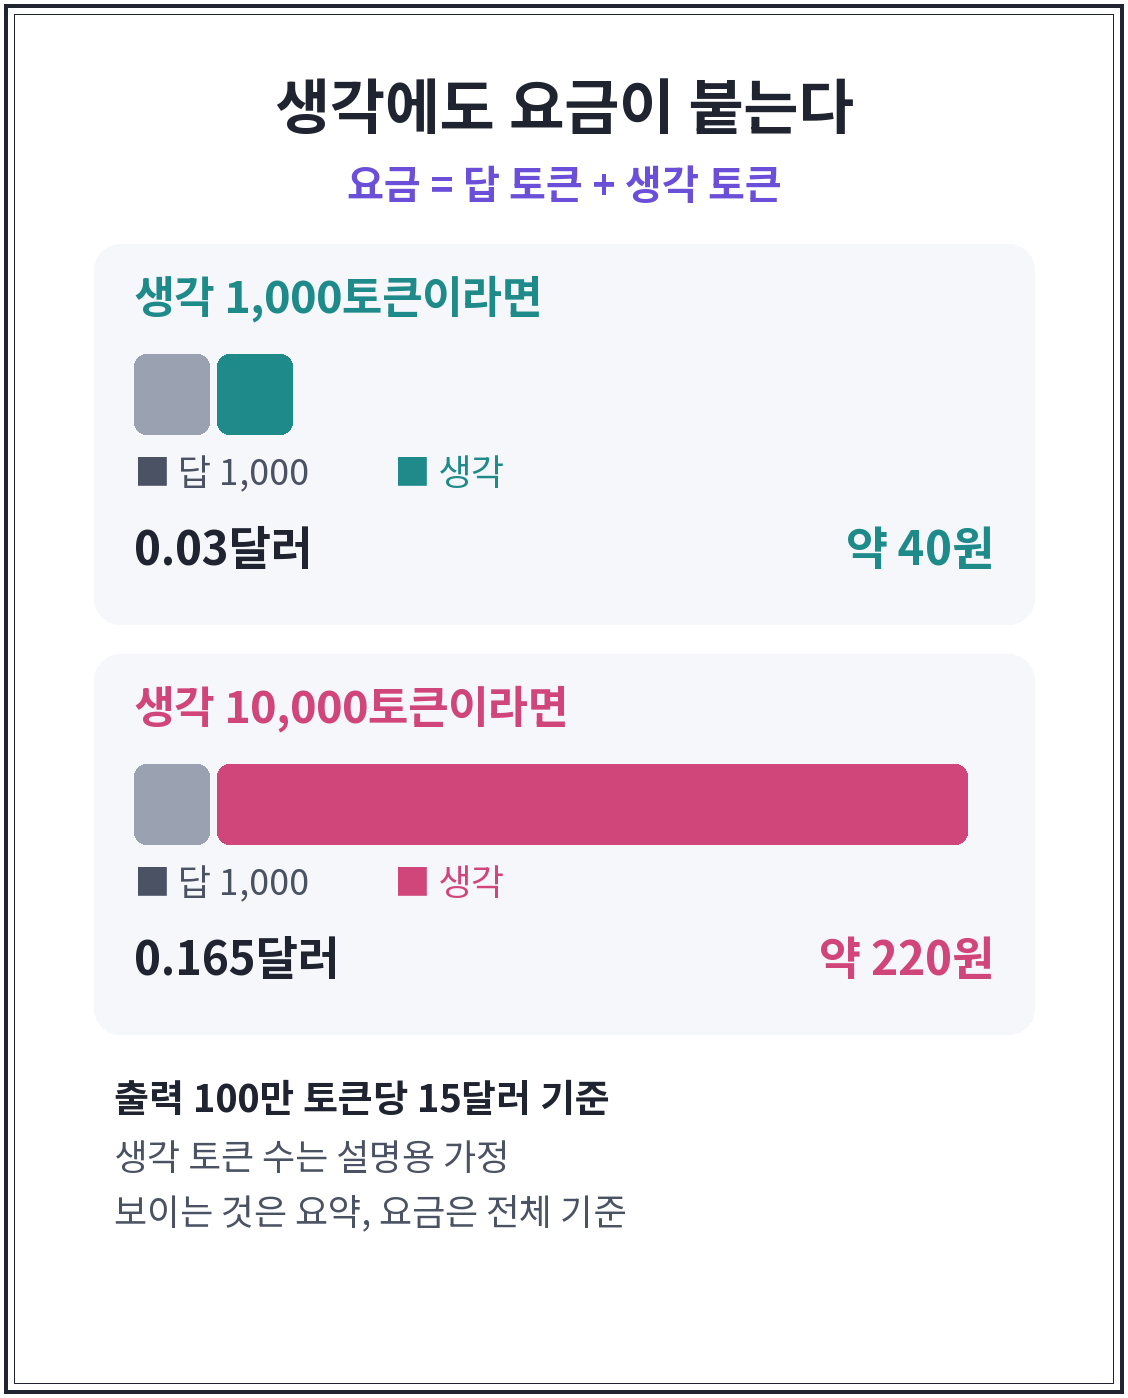 생각에도 요금이 붙는다
요금 = 답 토큰 + 생각 토큰
생각 1,000토큰이라면
■ 답 1,000 ■ 생각
0.03달러 약 40원
생각 10,000토큰이라면
■ 답 1,000 ■ 생각
0.165달러 약 220원
출력 100만 토큰당 15달러 기준
생각 토큰 수는 설명용 가정
보이는 것은 요약, 요금은 전체 기준